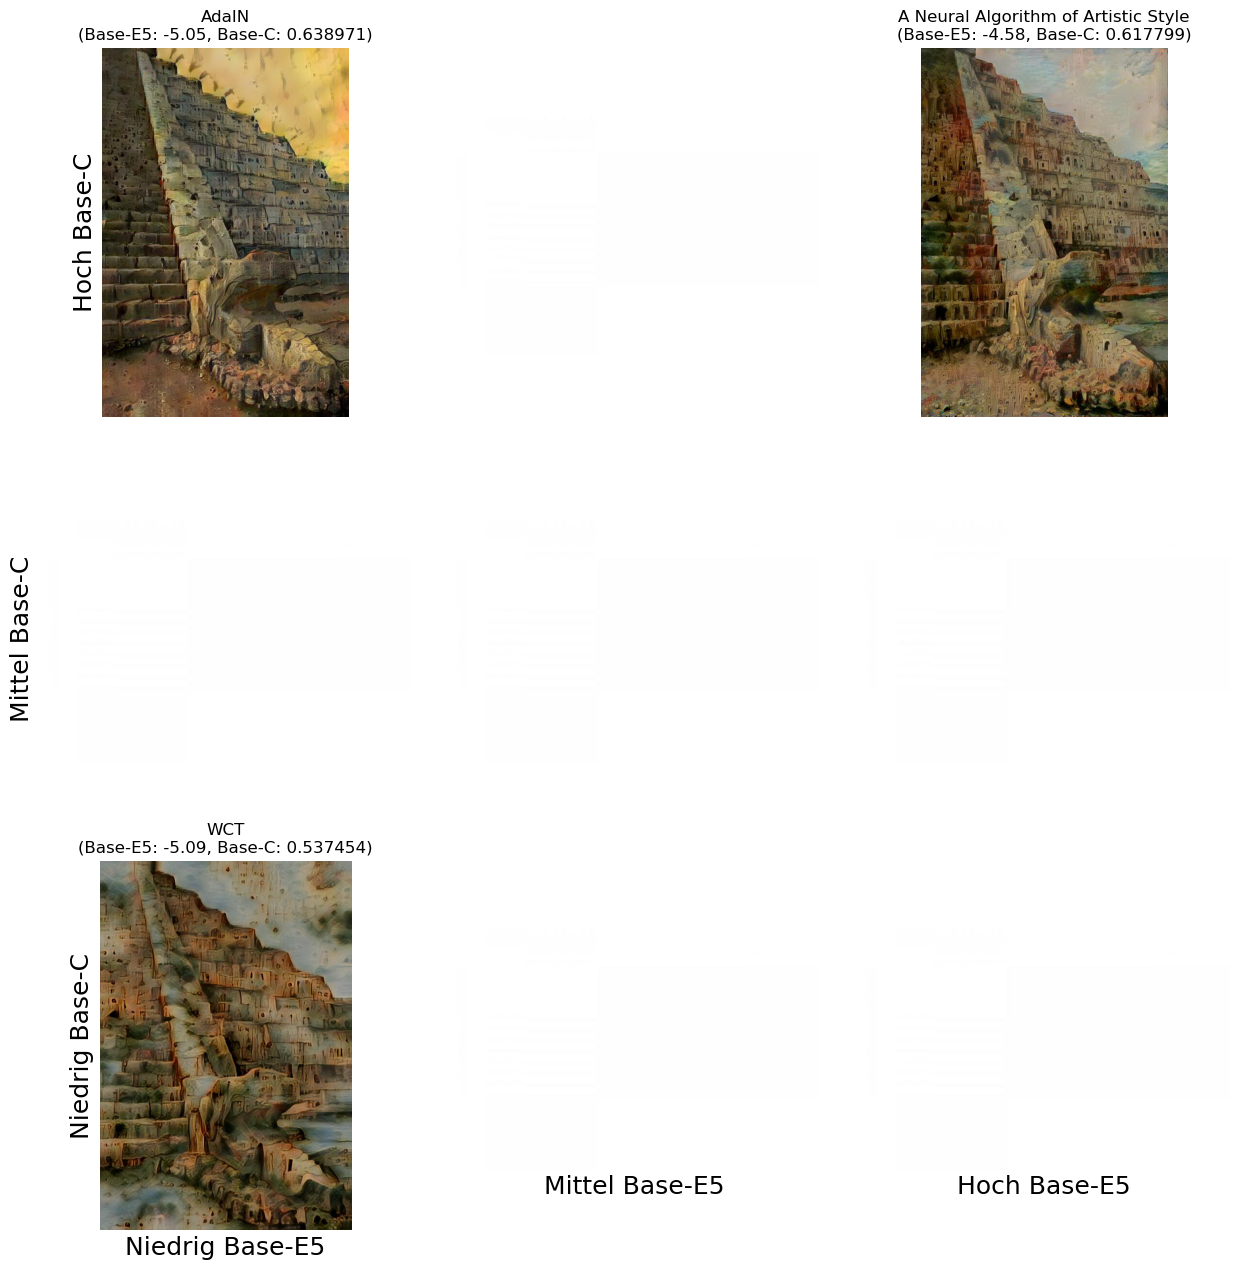 AdaIN
(Base-E5: -5.05, Base-C: 0.638971)
A Neural Algorithm of Artistic Style
(Base-E5: -4.58, Base-C: 0.617799)
Hoch Base-C
Mittel Base-C
WCT
(Base-E5: -5.09, Base-C: 0.537454)
Niedrig Base-C
Niedrig Base-E5
Mittel Base-E5
Hoch Base-E5